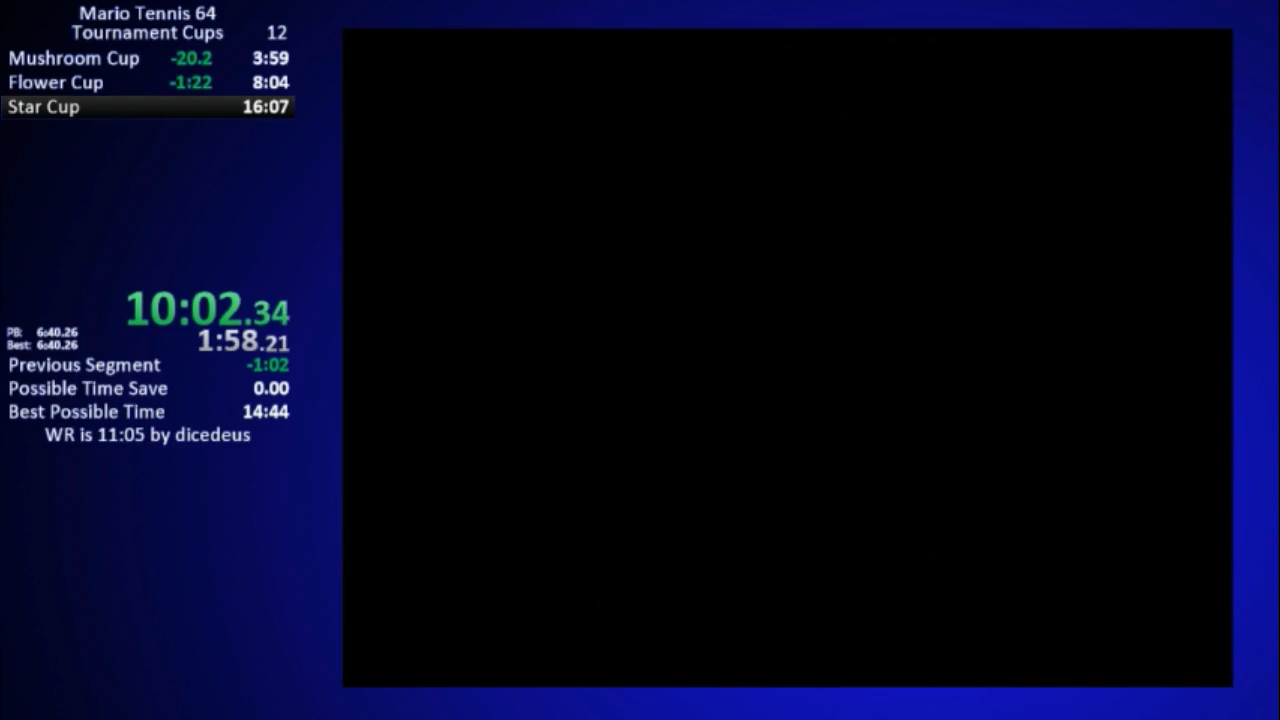 Mario Tennis 64
Tournament Cups 12
Mushroom Cup -20.2 3:59
Flower Cup -1:22 8:04
Star Cup 16:07
10:02.34
PB: 6:40.26
Best: 6:40.26
1:58.21
Previous Segment -1:02
Possible Time Save 0.00
Best Possible Time 14:44
WR is 11:05 by dicedeus